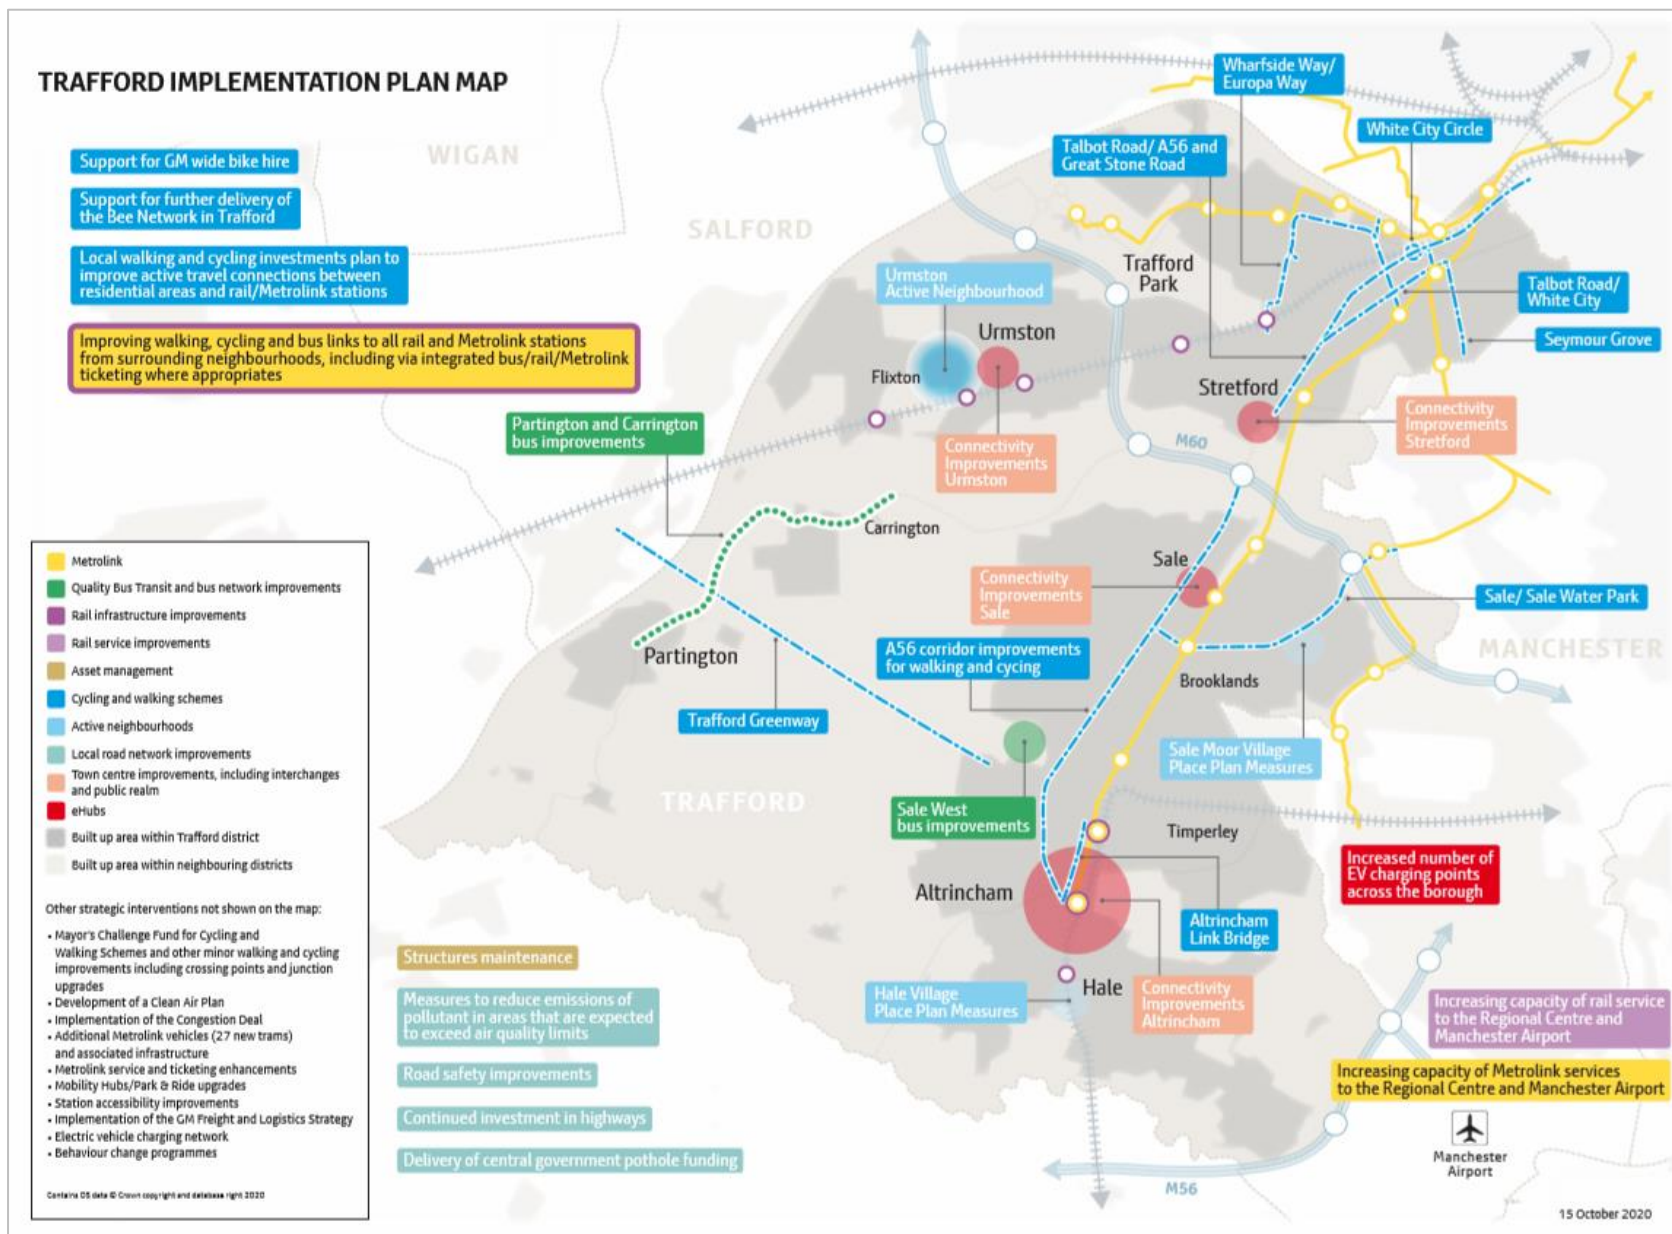 TRAFFORD IMPLEMENTATION PLAN MAP
WIGAN
SALFORD
TRAFFORD
MANCHESTER
Support for GM wide bike hire
Support for further delivery of
the Bee Network in Trafford
Local walking and cycling investments plan to
improve active travel connections between
residential areas and rail/Metrolink stations
Improving walking, cycling and bus links to all rail and Metrolink stations
from surrounding neighbourhoods, including via integrated bus/rail/Metrolink
ticketing where appropriates
Wharfside Way/
Europa Way
White City Circle
Talbot Road/ A56 and
Great Stone Road
Trafford
Park
Urmston
Active Neighbourhood
Urmston
Flixton
Talbot Road/
White City
Seymour Grove
Stretford
Connectivity
Improvements
Stretford
Partington and Carrington
bus improvements
Connectivity
Improvements
Urmston
M60
Carrington
Sale
Connectivity
Improvements
Sale
Sale/ Sale Water Park
A56 corridor improvements
for walking and cycing
Partington
Brooklands
Trafford Greenway
Sale Moor Village
Place Plan Measures
Sale West
bus improvements
Timperley
Increased number of
EV charging points
across the borough
Altrincham
Altrincham
Link Bridge
Hale Village
Place Plan Measures
Hale
Connectivity
Improvements
Altrincham
Increasing capacity of rail service
to the Regional Centre and
Manchester Airport
Increasing capacity of Metrolink services
to the Regional Centre and Manchester Airport
Manchester
Airport
M56
Structures maintenance
Measures to reduce emissions of
pollutant in areas that are expected
to exceed air quality limits
Road safety improvements
Continued investment in highways
Delivery of central government pothole funding
Metrolink
Quality Bus Transit and bus network improvements
Rail infrastructure improvements
Rail service improvements
Asset management
Cycling and walking schemes
Active neighbourhoods
Local road network improvements
Town centre improvements, including interchanges
and public realm
eHubs
Built up area within Trafford district
Built up area within neighbouring districts
Other strategic interventions not shown on the map:
• Mayor's Challenge Fund for Cycling and
Walking Schemes and other minor walking and cycling
improvements including crossing points and junction
upgrades
• Development of a Clean Air Plan
• Implementation of the Congestion Deal
• Additional Metrolink vehicles (27 new trams)
and associated infrastructure
• Metrolink service and ticketing enhancements
• Mobility Hubs/Park & Ride upgrades
• Station accessibility improvements
• Implementation of the GM Freight and Logistics Strategy
• Electric vehicle charging network
• Behaviour change programmes
Contains OS data © Crown copyright and database right 2020
15 October 2020